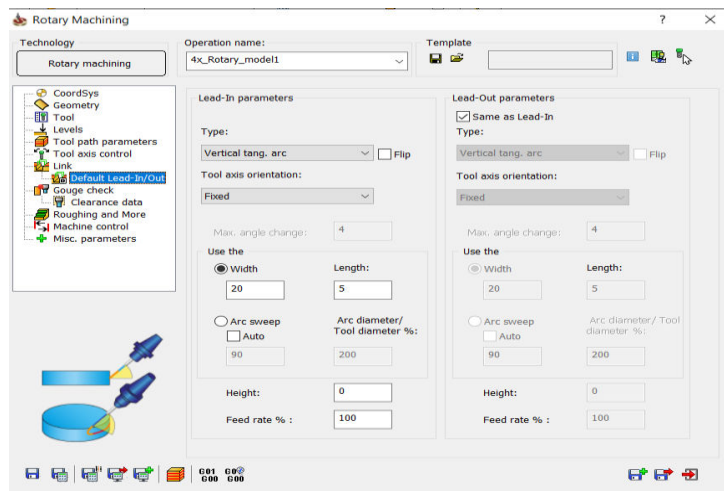 Rotary Machining
?
Technology
Operation name:
Template
Rotary machining
4x_Rotary_model1
CoordSys
Geometry
Tool
Levels
Tool path parameters
Tool axis control
Link
Default Lead-In/Out
Gouge check
Clearance data
Roughing and More
Machine control
Misc. parameters
Lead-In parameters
Type:
Vertical tang. arc
Flip
Tool axis orientation:
Fixed
Max. angle change:
4
Use the
Width
Length:
20
5
Arc sweep
Arc diameter/
Auto
Tool diameter %:
90
200
Height:
0
Feed rate % :
100
Lead-Out parameters
Same as Lead-In
Type:
Vertical tang. arc
Flip
Tool axis orientation:
Fixed
Max. angle change:
4
Use the
Width
Length:
20
5
Arc sweep
Arc diameter/ Tool
Auto
diameter %:
90
200
Height:
0
Feed rate % :
100
G01 G0
G00 G00